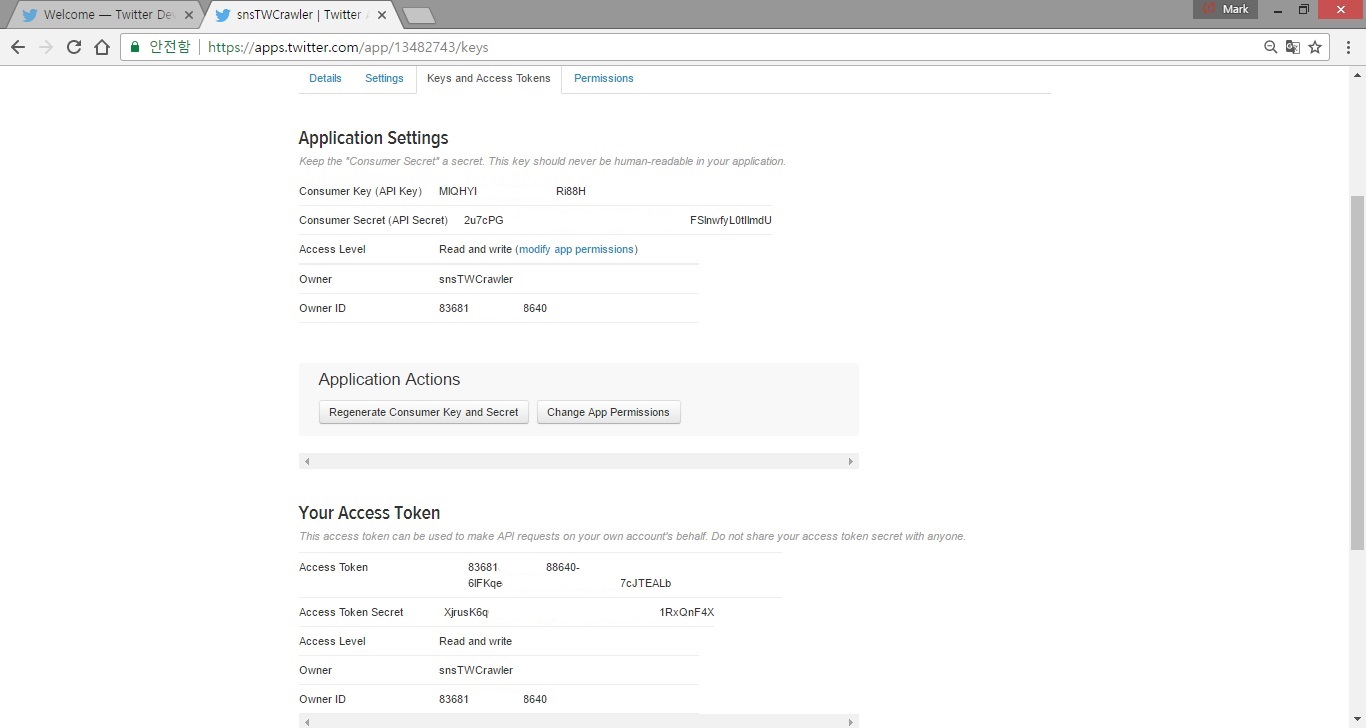 Welcome — Twitter De
snsTWCrawler | Twitter
Mark
안전함 https://apps.twitter.com/app/13482743/keys
Details Settings Keys and Access Tokens Permissions
Application Settings
Keep the "Consumer Secret" a secret. This key should never be human-readable in your application.
Consumer Key (API Key) MIQHYI Ri88H
Consumer Secret (API Secret) 2u7cPG FSlnwfyL0tIlmdU
Access Level Read and write (modify app permissions)
Owner snsTWCrawler
Owner ID 83681 8640
Application Actions
Regenerate Consumer Key and Secret Change App Permissions
Your Access Token
This access token can be used to make API requests on your own account's behalf. Do not share your access token secret with anyone.
Access Token 83681 88640-
6lFKqe 7cJTEALb
Access Token Secret XjrusK6q 1RxQnF4X
Access Level Read and write
Owner snsTWCrawler
Owner ID 83681 8640